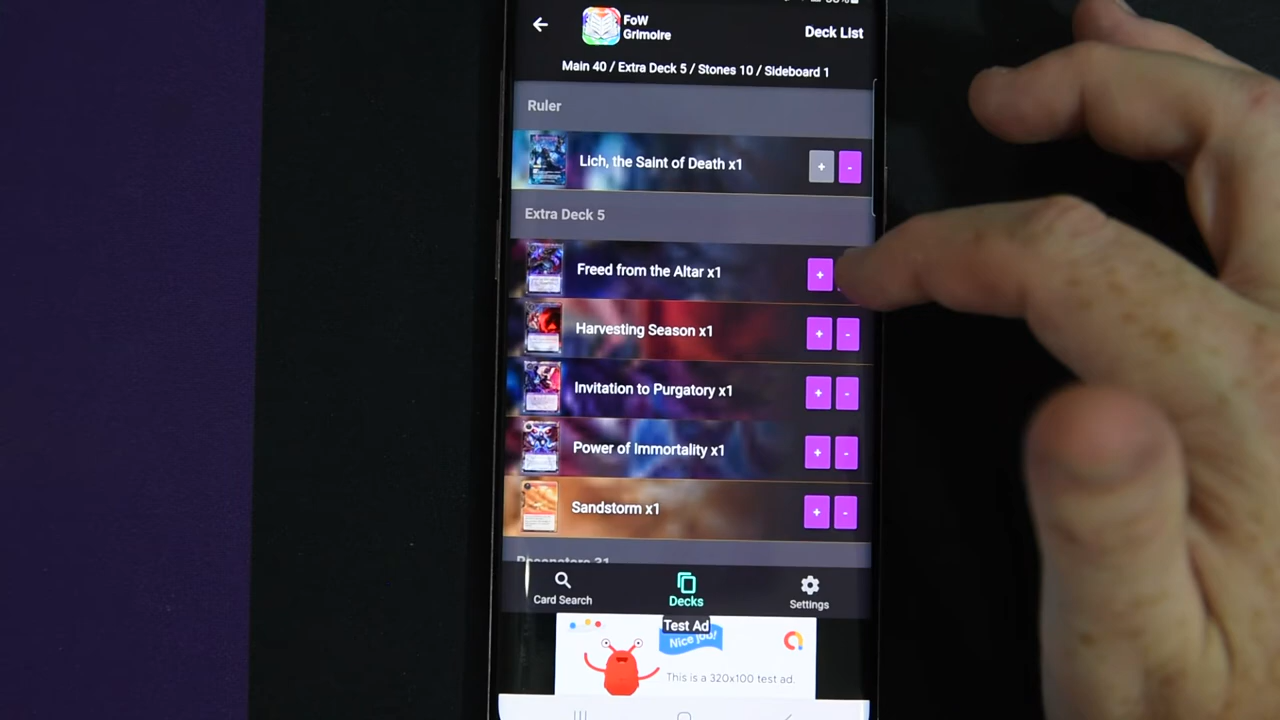 FoW
Grimoire
Deck List
Main 40 / Extra Deck 5 / Stones 10 / Sideboard 1
Ruler
Lich, the Saint of Death x1
+ -
Extra Deck 5
Freed from the Altar x1
+
Harvesting Season x1
+ -
Invitation to Purgatory x1
+ -
Power of Immortality x1
+ -
Sandstorm x1
+ -
Resonators 31
Card Search
Decks
Settings
Test Ad
Nice job!
This is a 320x100 test ad.